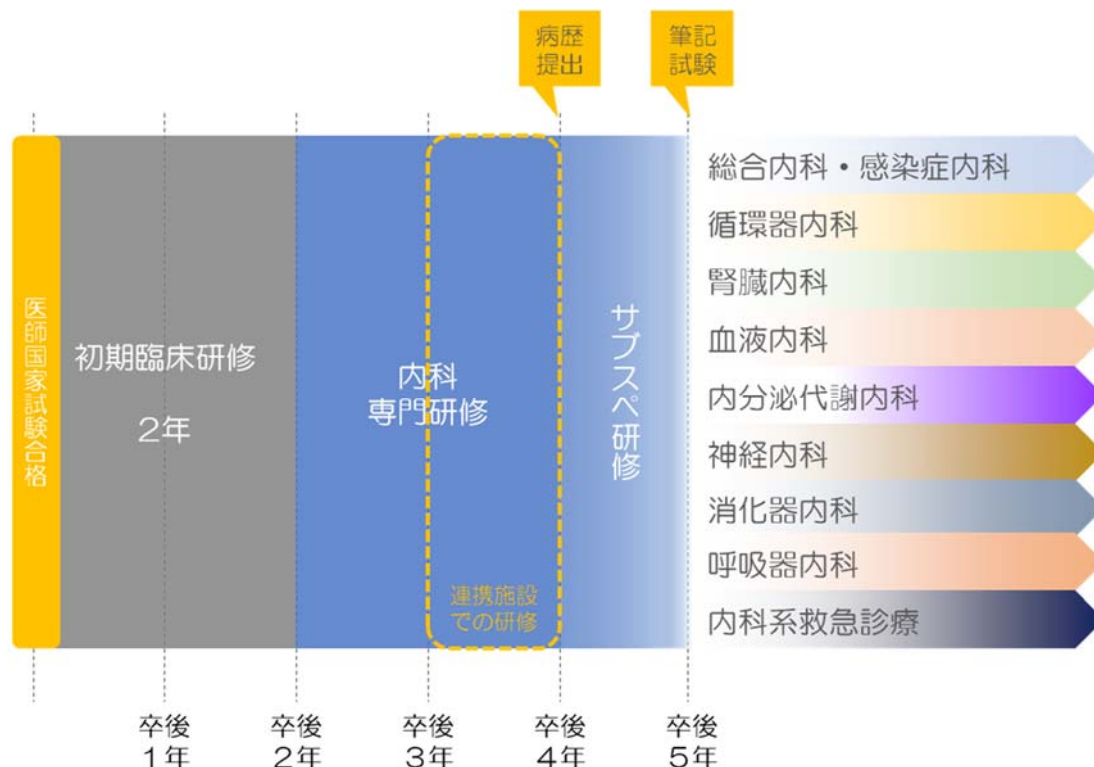 病歴
提出
筆記
試験
医師国家試験合格
初期臨床研修
2年
内科
専門研修
連携施設
での研修
サブスペ研修
総合内科・感染症内科
循環器内科
腎臓内科
血液内科
内分泌代謝内科
神経内科
消化器内科
呼吸器内科
内科系救急診療
卒後
1年
卒後
2年
卒後
3年
卒後
4年
卒後
5年